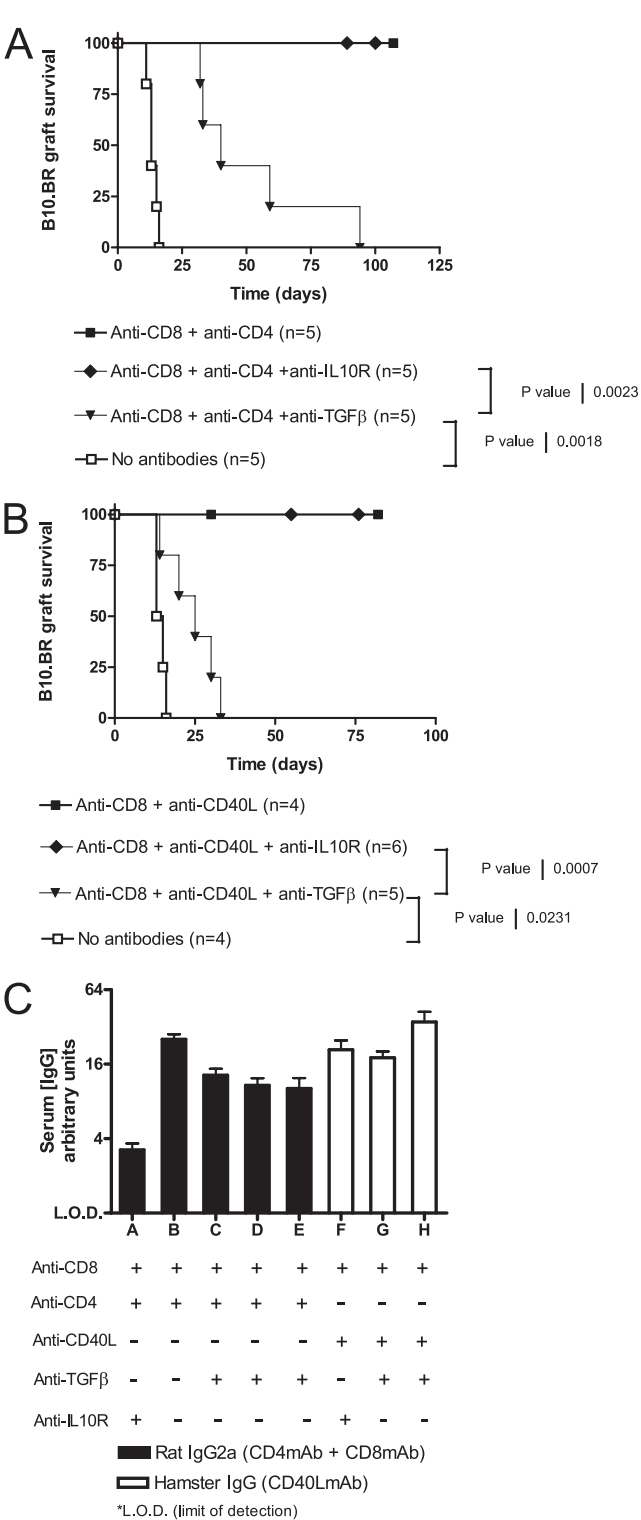 A
B10.BR graft survival
100
75
50
25
0
0 25 50 75 100 125
Time (days)
Anti-CD8 + anti-CD4 (n=5)
Anti-CD8 + anti-CD4 +anti-IL10R (n=5)
Anti-CD8 + anti-CD4 +anti-TGFβ (n=5)
No antibodies (n=5)
P value | 0.0023
P value | 0.0018
B
B10.BR graft survival
100
75
50
25
0
0 25 50 75 100
Time (days)
Anti-CD8 + anti-CD40L (n=4)
Anti-CD8 + anti-CD40L + anti-IL10R (n=6)
Anti-CD8 + anti-CD40L + anti-TGFβ (n=5)
No antibodies (n=4)
P value | 0.0007
P value | 0.0231
C
Serum [IgG]
arbitrary units
64
16
4
L.O.D.
A B C D E F G H
Anti-CD8 + + + + + + + +
Anti-CD4 + + + + + - - -
Anti-CD40L - - - - - + + +
Anti-TGFβ - - + + + - + +
Anti-IL10R + - - - - + - -
Rat IgG2a (CD4mAb + CD8mAb)
Hamster IgG (CD40LmAb)
*L.O.D. (limit of detection)